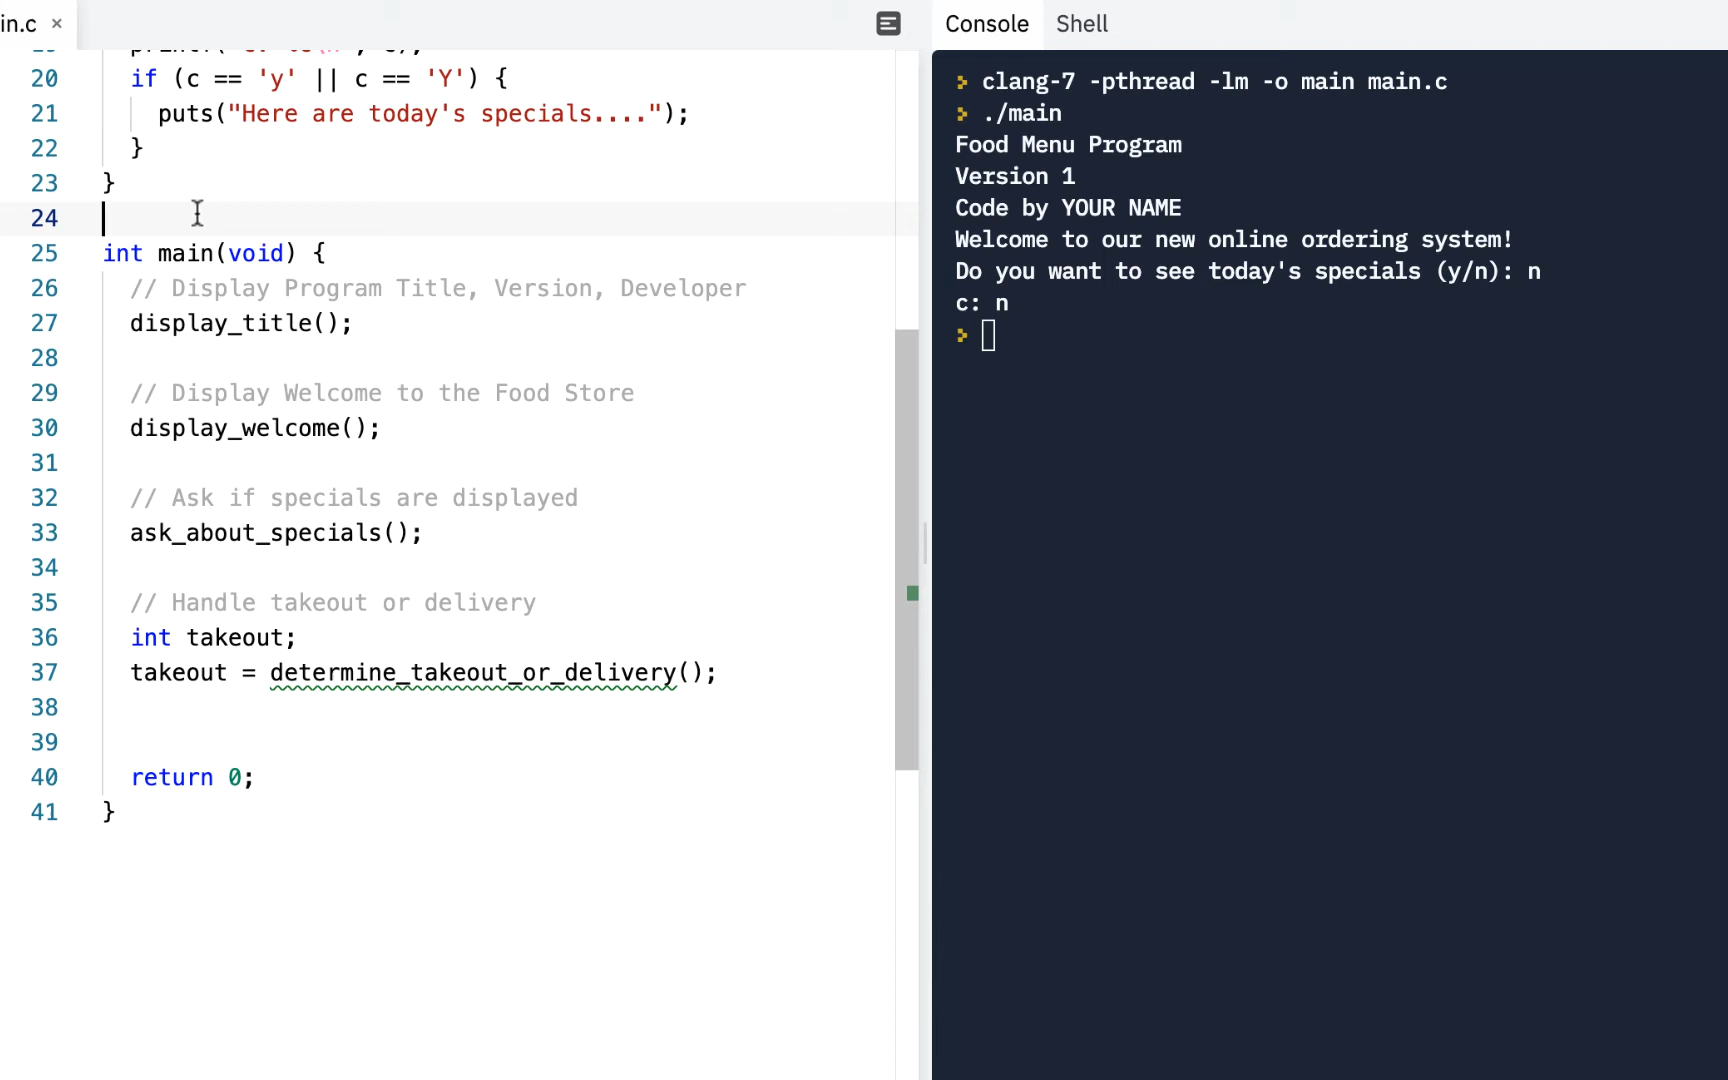 in.c ×
Console Shell
20 if (c == 'y' || c == 'Y') {
21 puts("Here are today's specials....");
22 }
23 }
24
25 int main(void) {
26 // Display Program Title, Version, Developer
27 display_title();
28
29 // Display Welcome to the Food Store
30 display_welcome();
31
32 // Ask if specials are displayed
33 ask_about_specials();
34
35 // Handle takeout or delivery
36 int takeout;
37 takeout = determine_takeout_or_delivery();
38
39
40 return 0;
41 }
> clang-7 -pthread -lm -o main main.c
> ./main
Food Menu Program
Version 1
Code by YOUR NAME
Welcome to our new online ordering system!
Do you want to see today's specials (y/n): n
c: n
>